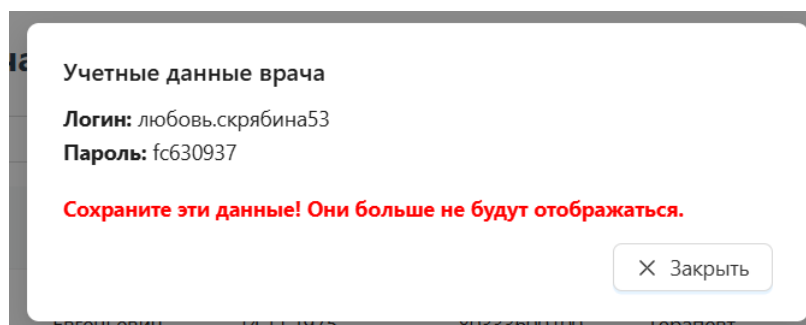 Учетные данные врача
Логин: любовь.скрябина53
Пароль: fc630937
Сохраните эти данные! Они больше не будут отображаться.
Закрыть